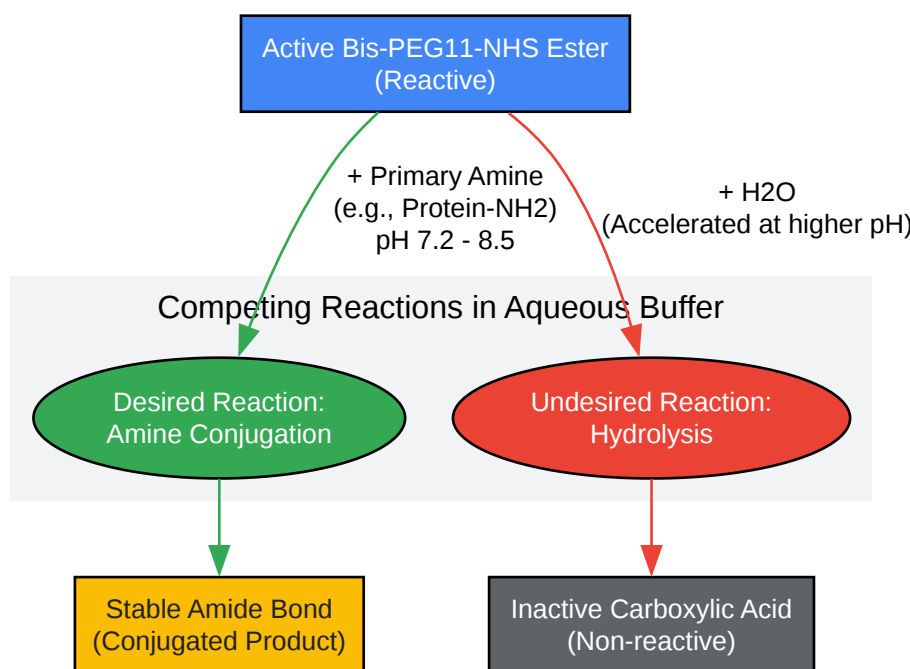 Active Bis-PEG11-NHS Ester
(Reactive)
+ Primary Amine
(e.g., Protein-NH2)
pH 7.2 - 8.5
+ H2O
(Accelerated at higher pH)
Competing Reactions in Aqueous Buffer
Desired Reaction:
Amine Conjugation
Undesired Reaction:
Hydrolysis
Stable Amide Bond
(Conjugated Product)
Inactive Carboxylic Acid
(Non-reactive)